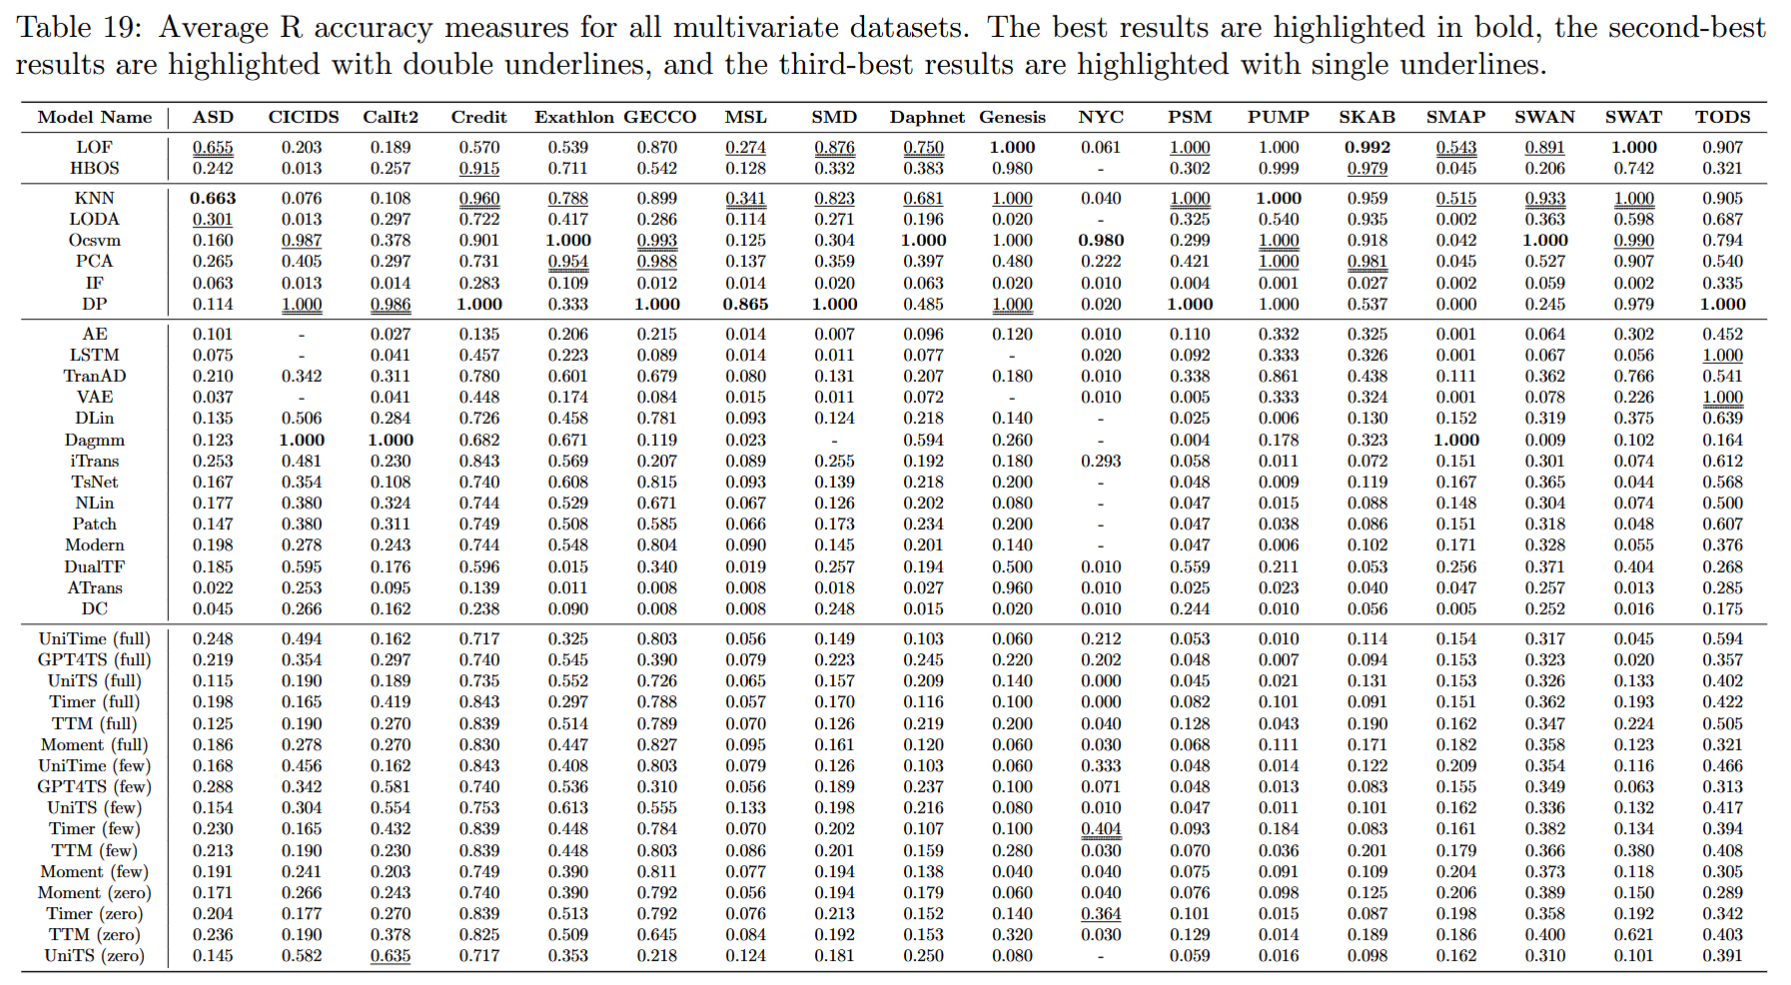 Table 19: Average R accuracy measures for all multivariate datasets. The best results are highlighted in bold, the second-best
results are highlighted with double underlines, and the third-best results are highlighted with single underlines.
Model Name ASD CICIDS CalIt2 Credit Exathlon GECCO MSL SMD Daphnet Genesis NYC PSM PUMP SKAB SMAP SWAN SWAT TODS
LOF 0.655 0.203 0.189 0.570 0.539 0.870 0.274 0.876 0.750 1.000 0.061 1.000 1.000 0.992 0.543 0.891 1.000 0.907
HBOS 0.242 0.013 0.257 0.915 0.711 0.542 0.128 0.332 0.383 0.980 - 0.302 0.999 0.979 0.045 0.206 0.742 0.321
KNN 0.663 0.076 0.108 0.960 0.788 0.899 0.341 0.823 0.681 1.000 0.040 1.000 1.000 0.959 0.515 0.933 1.000 0.905
LODA 0.301 0.013 0.297 0.722 0.417 0.286 0.114 0.271 0.196 0.020 - 0.325 0.540 0.935 0.002 0.363 0.598 0.687
Ocsvm 0.160 0.987 0.378 0.901 1.000 0.993 0.125 0.304 1.000 1.000 0.980 0.299 1.000 0.918 0.042 1.000 0.990 0.794
PCA 0.265 0.405 0.297 0.731 0.954 0.988 0.137 0.359 0.397 0.480 0.222 0.421 1.000 0.981 0.045 0.527 0.907 0.540
IF 0.063 0.013 0.014 0.283 0.109 0.012 0.014 0.020 0.063 0.020 0.010 0.004 0.001 0.027 0.002 0.059 0.002 0.335
DP 0.114 1.000 0.986 1.000 0.333 1.000 0.865 1.000 0.485 1.000 0.020 1.000 1.000 0.537 0.000 0.245 0.979 1.000
AE 0.101 - 0.027 0.135 0.206 0.215 0.014 0.007 0.096 0.120 0.010 0.110 0.332 0.325 0.001 0.064 0.302 0.452
LSTM 0.075 - 0.041 0.457 0.223 0.089 0.014 0.011 0.077 - 0.020 0.092 0.333 0.326 0.001 0.067 0.056 1.000
TranAD 0.210 0.342 0.311 0.780 0.601 0.679 0.080 0.131 0.207 0.180 0.010 0.338 0.861 0.438 0.111 0.362 0.766 0.541
VAE 0.037 - 0.041 0.448 0.174 0.084 0.015 0.011 0.072 - 0.010 0.005 0.333 0.324 0.001 0.078 0.226 1.000
DLin 0.135 0.506 0.284 0.726 0.458 0.781 0.093 0.124 0.218 0.140 - 0.025 0.006 0.130 0.152 0.319 0.375 0.639
Dagmm 0.123 1.000 1.000 0.682 0.671 0.119 0.023 - 0.594 0.260 - 0.004 0.178 0.323 1.000 0.009 0.102 0.164
iTrans 0.253 0.481 0.230 0.843 0.569 0.207 0.089 0.255 0.192 0.180 0.293 0.058 0.011 0.072 0.151 0.301 0.074 0.612
TsNet 0.167 0.354 0.108 0.740 0.608 0.815 0.093 0.139 0.218 0.200 - 0.048 0.009 0.119 0.167 0.365 0.044 0.568
NLin 0.177 0.380 0.324 0.744 0.529 0.671 0.067 0.126 0.202 0.080 - 0.047 0.015 0.088 0.148 0.304 0.074 0.500
Patch 0.147 0.380 0.311 0.749 0.508 0.585 0.066 0.173 0.234 0.200 - 0.047 0.038 0.086 0.151 0.318 0.048 0.607
Modern 0.198 0.278 0.243 0.744 0.548 0.804 0.090 0.145 0.201 0.140 - 0.047 0.006 0.102 0.171 0.328 0.055 0.376
DualTF 0.185 0.595 0.176 0.596 0.015 0.340 0.019 0.257 0.194 0.500 0.010 0.559 0.211 0.053 0.256 0.371 0.404 0.268
ATrans 0.022 0.253 0.095 0.139 0.011 0.008 0.008 0.018 0.027 0.960 0.010 0.025 0.023 0.040 0.047 0.257 0.013 0.285
DC 0.045 0.266 0.162 0.238 0.090 0.008 0.008 0.248 0.015 0.020 0.010 0.244 0.010 0.056 0.005 0.252 0.016 0.175
UniTime (full) 0.248 0.494 0.162 0.717 0.325 0.803 0.056 0.149 0.103 0.060 0.212 0.053 0.010 0.114 0.154 0.317 0.045 0.594
GPT4TS (full) 0.219 0.354 0.297 0.740 0.545 0.390 0.079 0.223 0.245 0.220 0.202 0.048 0.007 0.094 0.153 0.323 0.020 0.357
UniTS (full) 0.115 0.190 0.189 0.735 0.552 0.726 0.065 0.157 0.209 0.140 0.000 0.045 0.021 0.131 0.153 0.326 0.133 0.402
Timer (full) 0.198 0.165 0.419 0.843 0.297 0.788 0.057 0.170 0.116 0.100 0.000 0.082 0.101 0.091 0.151 0.362 0.193 0.422
TTM (full) 0.125 0.190 0.270 0.839 0.514 0.789 0.070 0.126 0.219 0.200 0.040 0.128 0.043 0.190 0.162 0.347 0.224 0.505
Moment (full) 0.186 0.278 0.270 0.830 0.447 0.827 0.095 0.161 0.120 0.060 0.030 0.068 0.111 0.171 0.182 0.358 0.123 0.321
UniTime (few) 0.168 0.456 0.162 0.843 0.408 0.803 0.079 0.126 0.103 0.060 0.333 0.048 0.014 0.122 0.209 0.354 0.116 0.466
GPT4TS (few) 0.288 0.342 0.581 0.740 0.536 0.310 0.056 0.189 0.237 0.100 0.071 0.048 0.013 0.083 0.155 0.349 0.063 0.313
UniTS (few) 0.154 0.304 0.554 0.753 0.613 0.555 0.133 0.198 0.216 0.080 0.010 0.047 0.011 0.101 0.162 0.336 0.132 0.417
Timer (few) 0.230 0.165 0.432 0.839 0.448 0.784 0.070 0.202 0.107 0.100 0.404 0.093 0.184 0.083 0.161 0.382 0.134 0.394
TTM (few) 0.213 0.190 0.230 0.839 0.448 0.803 0.086 0.201 0.159 0.280 0.030 0.070 0.036 0.201 0.179 0.366 0.380 0.408
Moment (few) 0.191 0.241 0.203 0.749 0.390 0.811 0.077 0.194 0.138 0.040 0.040 0.075 0.091 0.109 0.204 0.373 0.118 0.305
Moment (zero) 0.171 0.266 0.243 0.740 0.390 0.792 0.056 0.194 0.179 0.060 0.040 0.076 0.098 0.125 0.206 0.389 0.150 0.289
Timer (zero) 0.204 0.177 0.270 0.839 0.513 0.792 0.076 0.213 0.152 0.140 0.364 0.101 0.015 0.087 0.198 0.358 0.192 0.342
TTM (zero) 0.236 0.190 0.378 0.825 0.509 0.645 0.084 0.192 0.153 0.320 0.030 0.129 0.014 0.189 0.186 0.400 0.621 0.403
UniTS (zero) 0.145 0.582 0.635 0.717 0.353 0.218 0.124 0.181 0.250 0.080 - 0.059 0.016 0.098 0.162 0.310 0.101 0.391